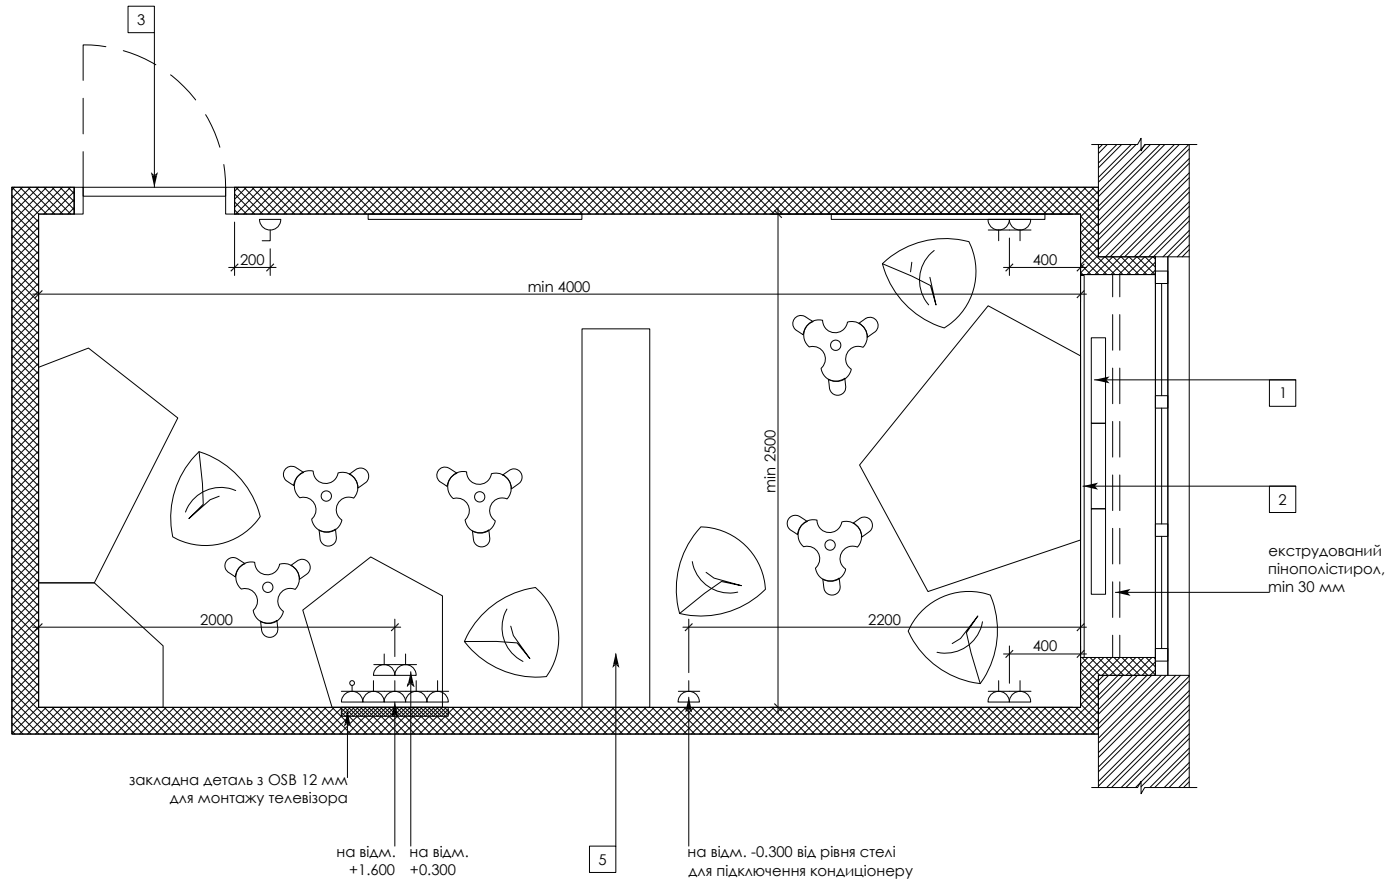 3
200
400
min 4000
1
min 2500
2
екструдований
пінополістирол,
min 30 мм
2000
2200
400
закладна деталь з OSB 12 мм
для монтажу телевізора
на відм.
+1.600
на відм.
+0.300
5
на відм. -0.300 від рівня стелі
для підключення кондиціонеру